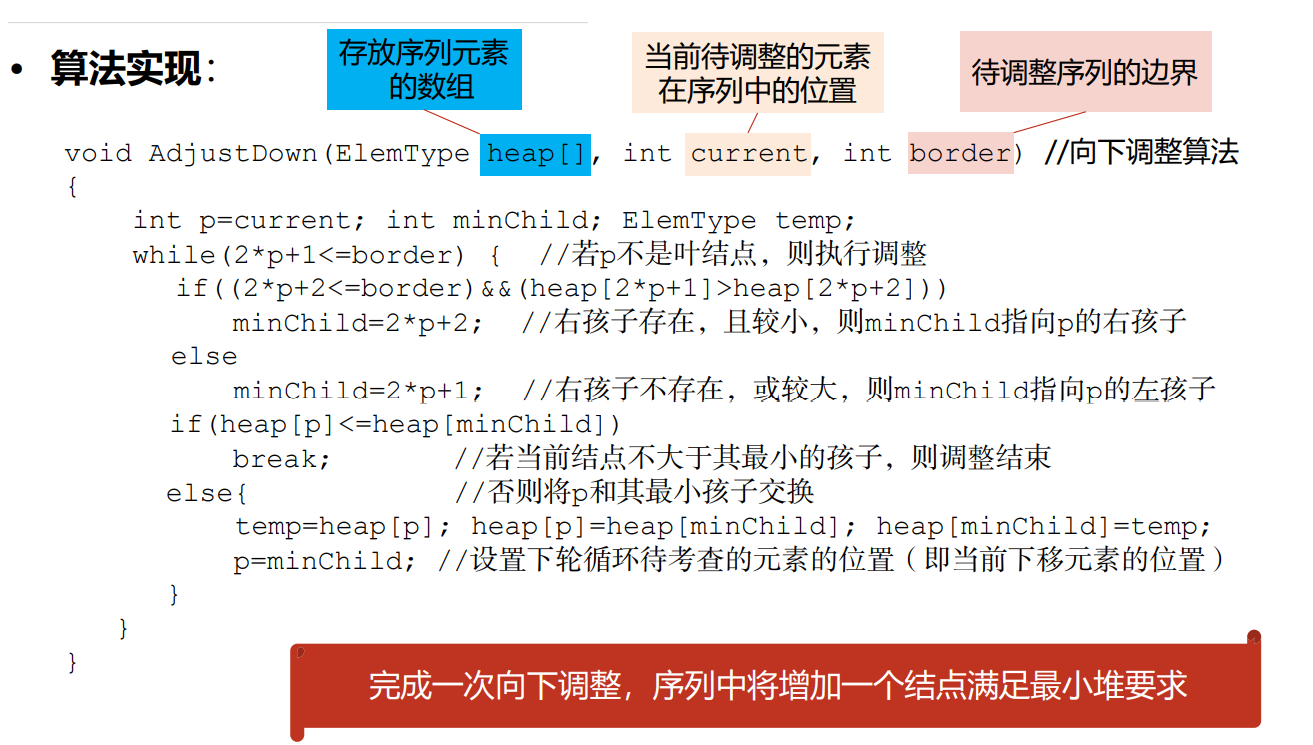 • 算法实现：
存放序列元素
的数组
当前待调整的元素
在序列中的位置
待调整序列的边界
void AdjustDown(ElemType heap[], int current, int border) //向下调整算法
{
int p=current; int minChild; ElemType temp;
while(2*p+1<=border) { //若p不是叶结点，则执行调整
if((2*p+2<=border)&&(heap[2*p+1]>heap[2*p+2]))
minChild=2*p+2; //右孩子存在，且较小，则minChild指向p的右孩子
else
minChild=2*p+1; //右孩子不存在，或较大，则minChild指向p的左孩子
if(heap[p]<=heap[minChild])
break; //若当前结点不大于其最小的孩子，则调整结束
else{ //否则将p和其最小孩子交换
temp=heap[p]; heap[p]=heap[minChild]; heap[minChild]=temp;
p=minChild; //设置下轮循环待考查的元素的位置（即当前下移元素的位置）
}
}
}
完成一次向下调整，序列中将增加一个结点满足最小堆要求